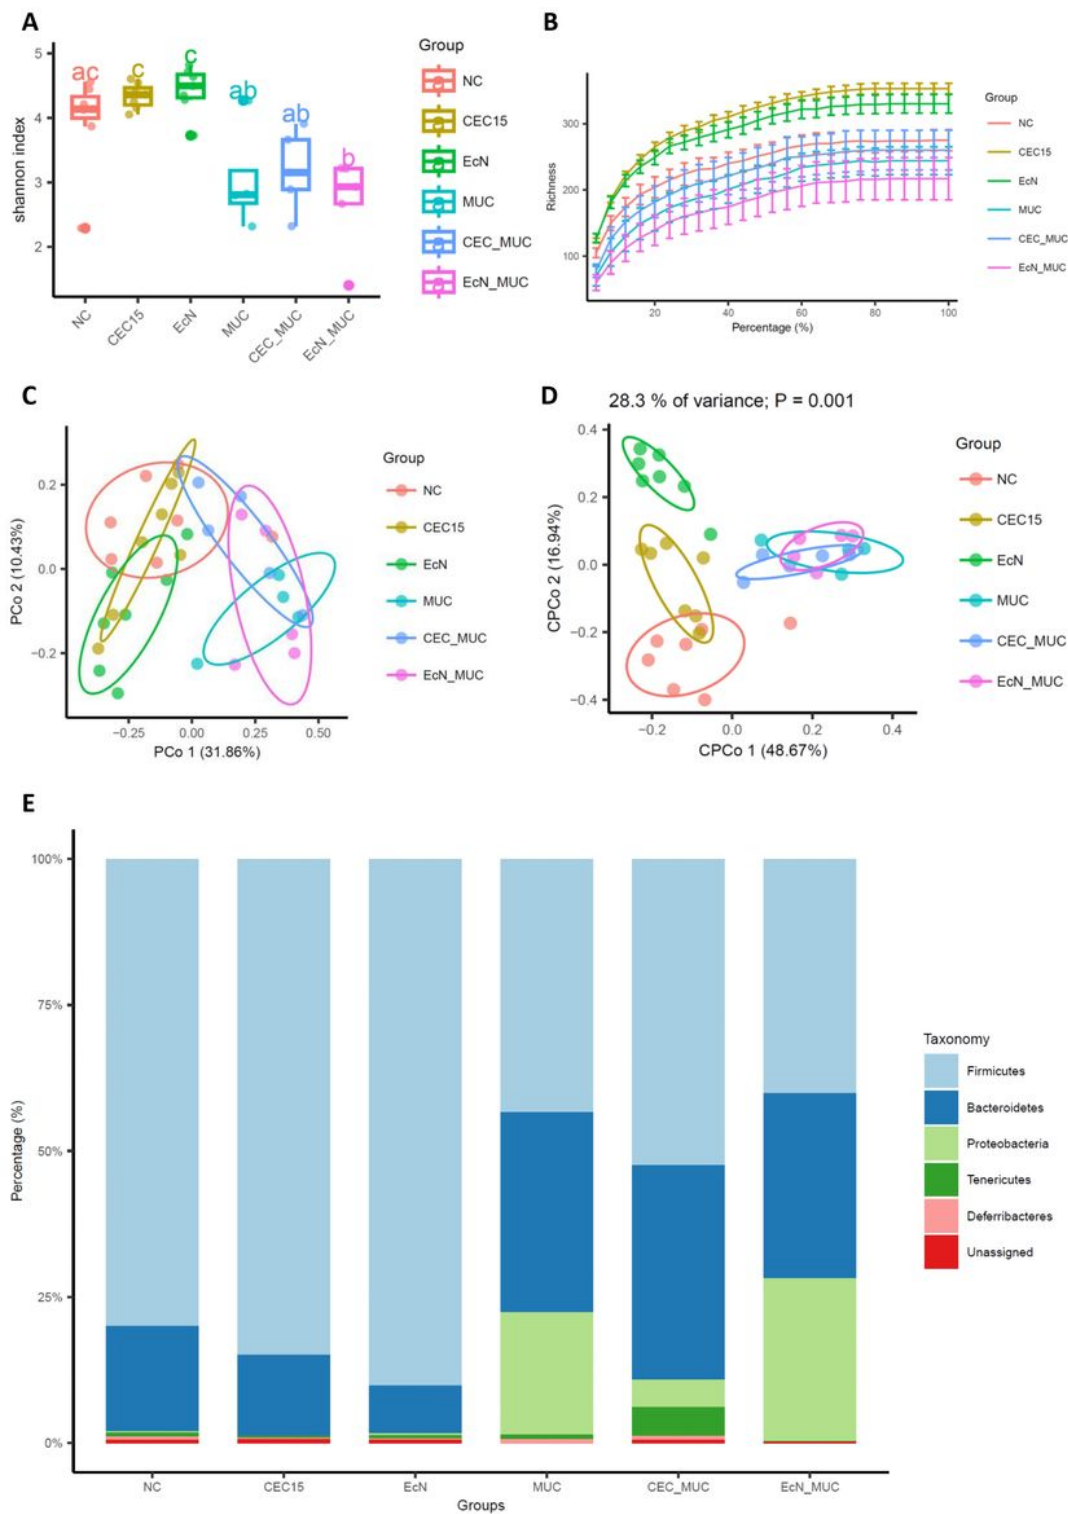 A
shannon index
5
4
3
2
ac
c
c
ab
ab
b
NC
CEC15
EcN
MUC
CEC_MUC
EcN_MUC
Group
NC
CEC15
EcN
MUC
CEC_MUC
EcN_MUC
B
Richness
300
200
100
20
40
60
80
100
Percentage (%)
Group
NC
CEC15
EcN
MUC
CEC_MUC
EcN_MUC
C
PCo 2 (10.43%)
0.2
0.0
−0.2
−0.25
0.00
0.25
0.50
PCo 1 (31.86%)
Group
NC
CEC15
EcN
MUC
CEC_MUC
EcN_MUC
D
28.3 % of variance; P = 0.001
CPCo 2 (16.94%)
0.4
0.2
0.0
−0.2
−0.4
−0.2
0.0
0.2
0.4
CPCo 1 (48.67%)
Group
NC
CEC15
EcN
MUC
CEC_MUC
EcN_MUC
E
Percentage (%)
100%
75%
50%
25%
0%
NC
CEC15
EcN
MUC
CEC_MUC
EcN_MUC
Groups
Taxonomy
Firmicutes
Bacteroidetes
Proteobacteria
Tenericutes
Deferribacteres
Unassigned